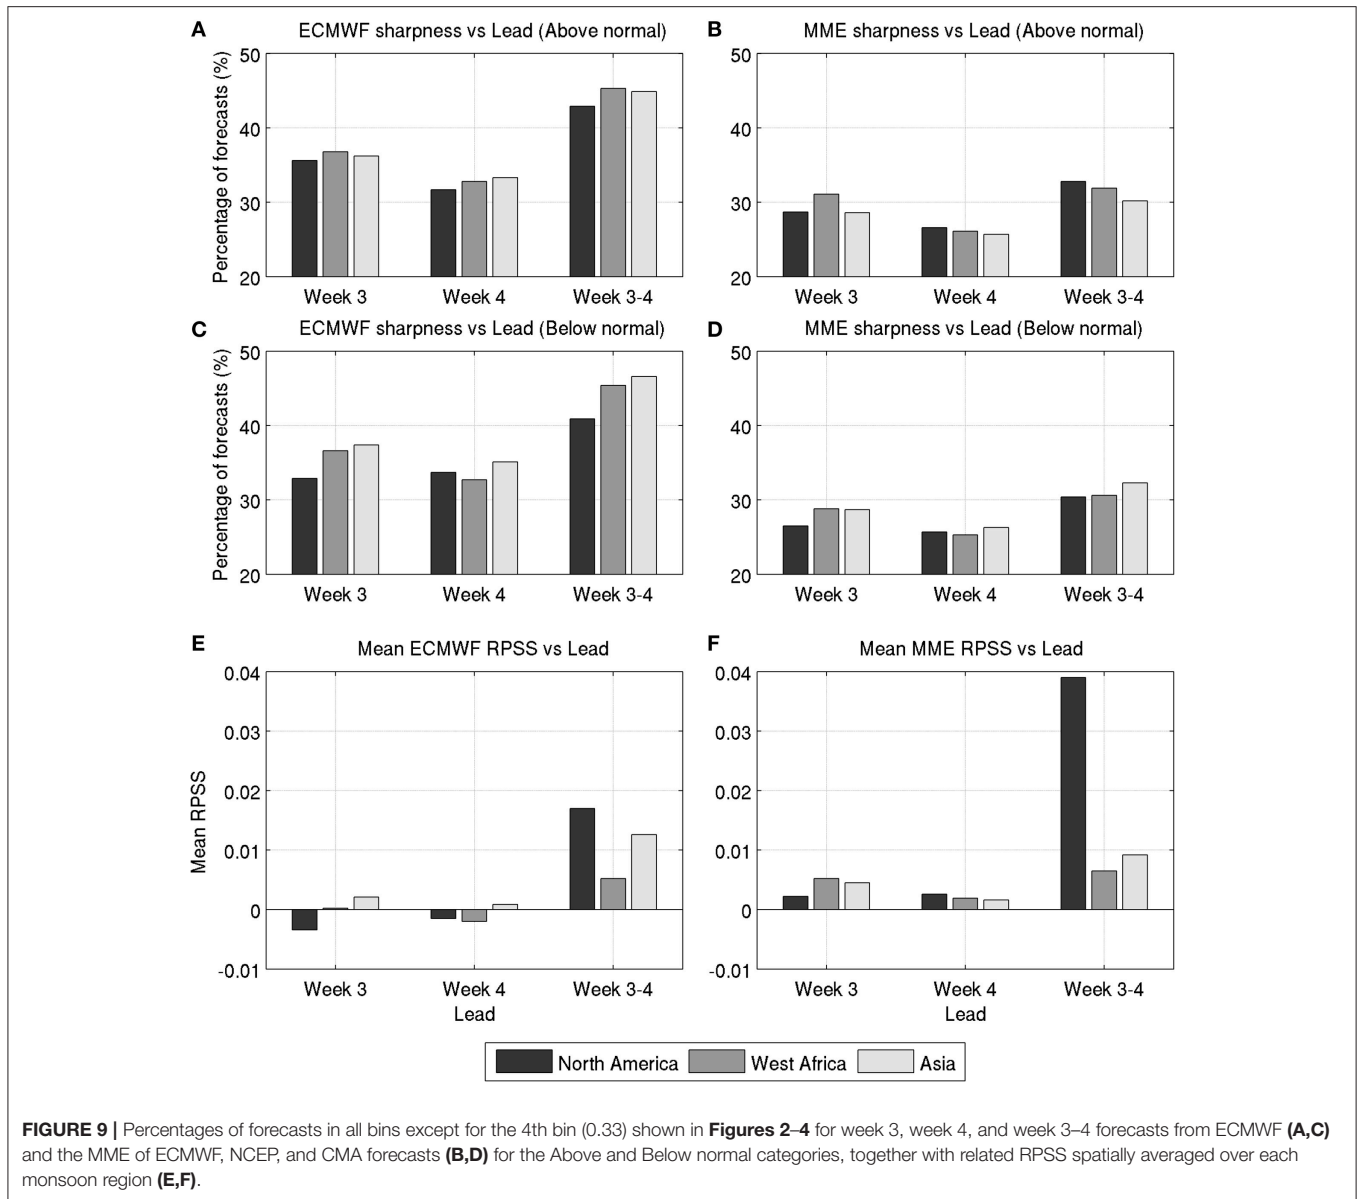 A
ECMWF sharpness vs Lead (Above normal)
Percentage of forecasts (%)
50
40
30
20
Week 3
Week 4
Week 3-4
B
MME sharpness vs Lead (Above normal)
50
40
30
20
Week 3
Week 4
Week 3-4
C
ECMWF sharpness vs Lead (Below normal)
Percentage of forecasts (%)
50
40
30
20
Week 3
Week 4
Week 3-4
D
MME sharpness vs Lead (Below normal)
50
40
30
20
Week 3
Week 4
Week 3-4
E
Mean ECMWF RPSS vs Lead
Mean RPSS
0.04
0.03
0.02
0.01
0
-0.01
Week 3
Week 4
Week 3-4
Lead
F
Mean MME RPSS vs Lead
0.04
0.03
0.02
0.01
0
-0.01
Week 3
Week 4
Week 3-4
Lead
North America
West Africa
Asia
FIGURE 9 | Percentages of forecasts in all bins except for the 4th bin (0.33) shown in Figures 2–4 for week 3, week 4, and week 3–4 forecasts from ECMWF (A,C)
and the MME of ECMWF, NCEP, and CMA forecasts (B,D) for the Above and Below normal categories, together with related RPSS spatially averaged over each
monsoon region (E,F).